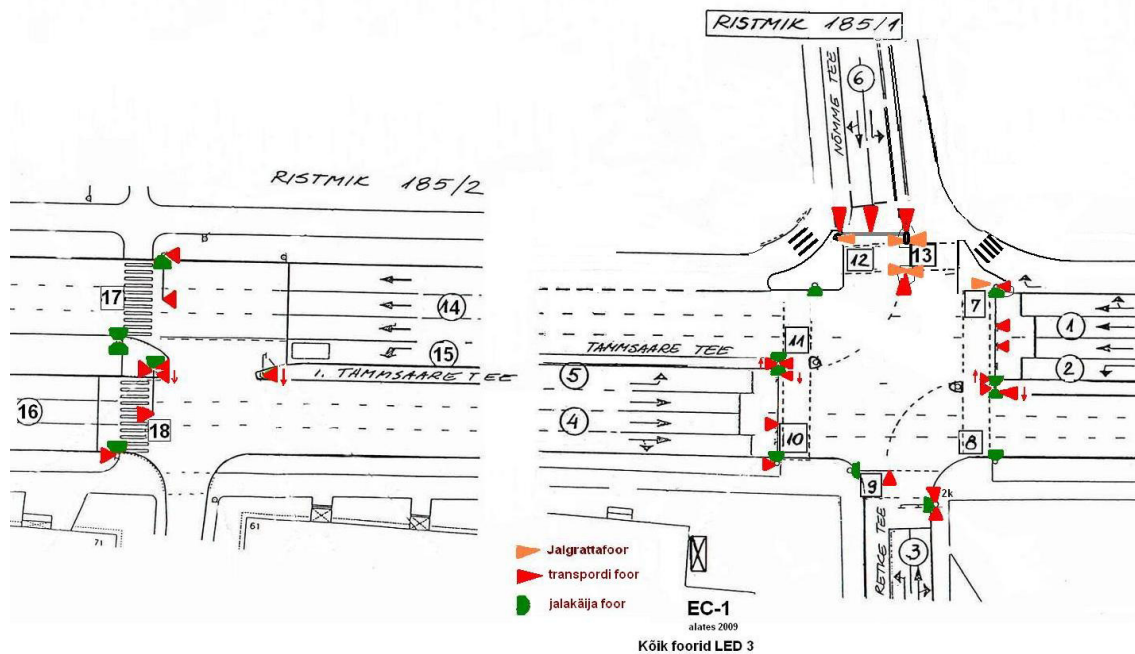 RISTMIK 185/1
6
NÕMME TEE
RISTMIK 185/2
B
12
13
17
14
15
7
1
2
11
TAMMSAARE TEE
5
4
I. TAMMSAARE TEE
16
18
10
8
9
2k
3
RETKE TEE
61
71
Jalgrattafoor
transpordi foor
jalakäija foor
EC-1
alates 2009
Kõik foorid LED 3